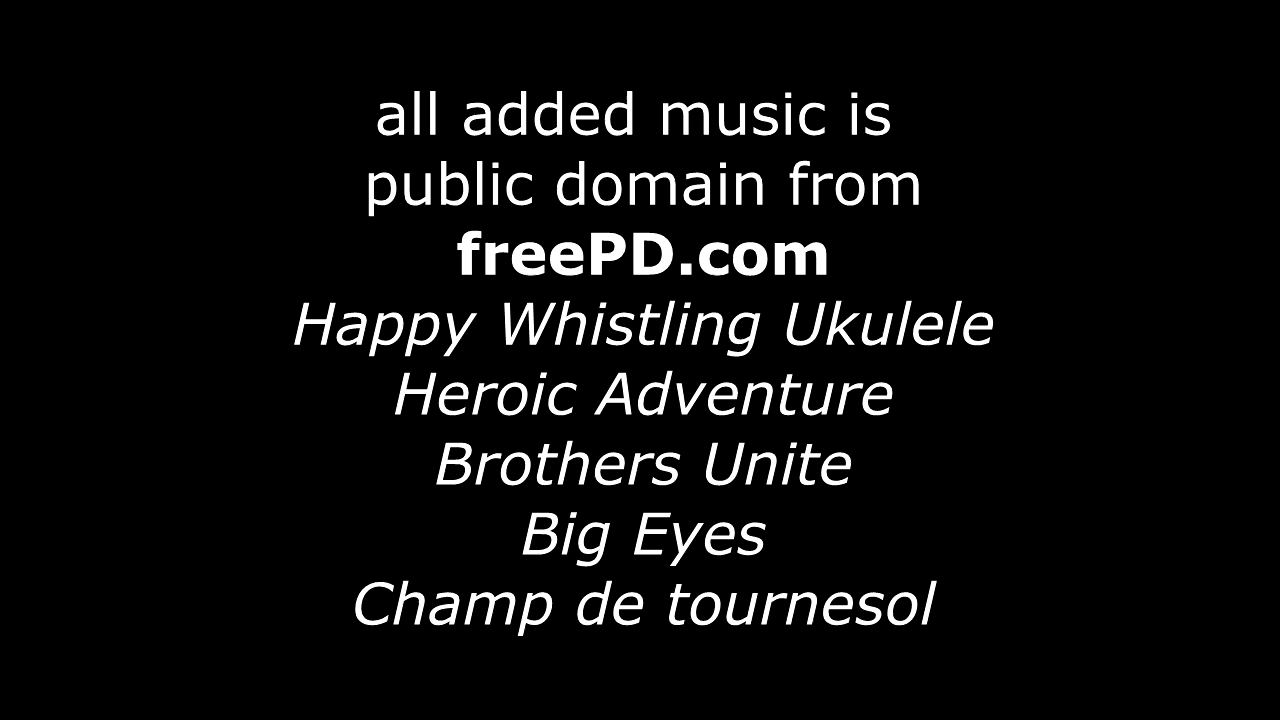 all added music is
public domain from
freePD.com
Happy Whistling Ukulele
Heroic Adventure
Brothers Unite
Big Eyes
Champ de tournesol